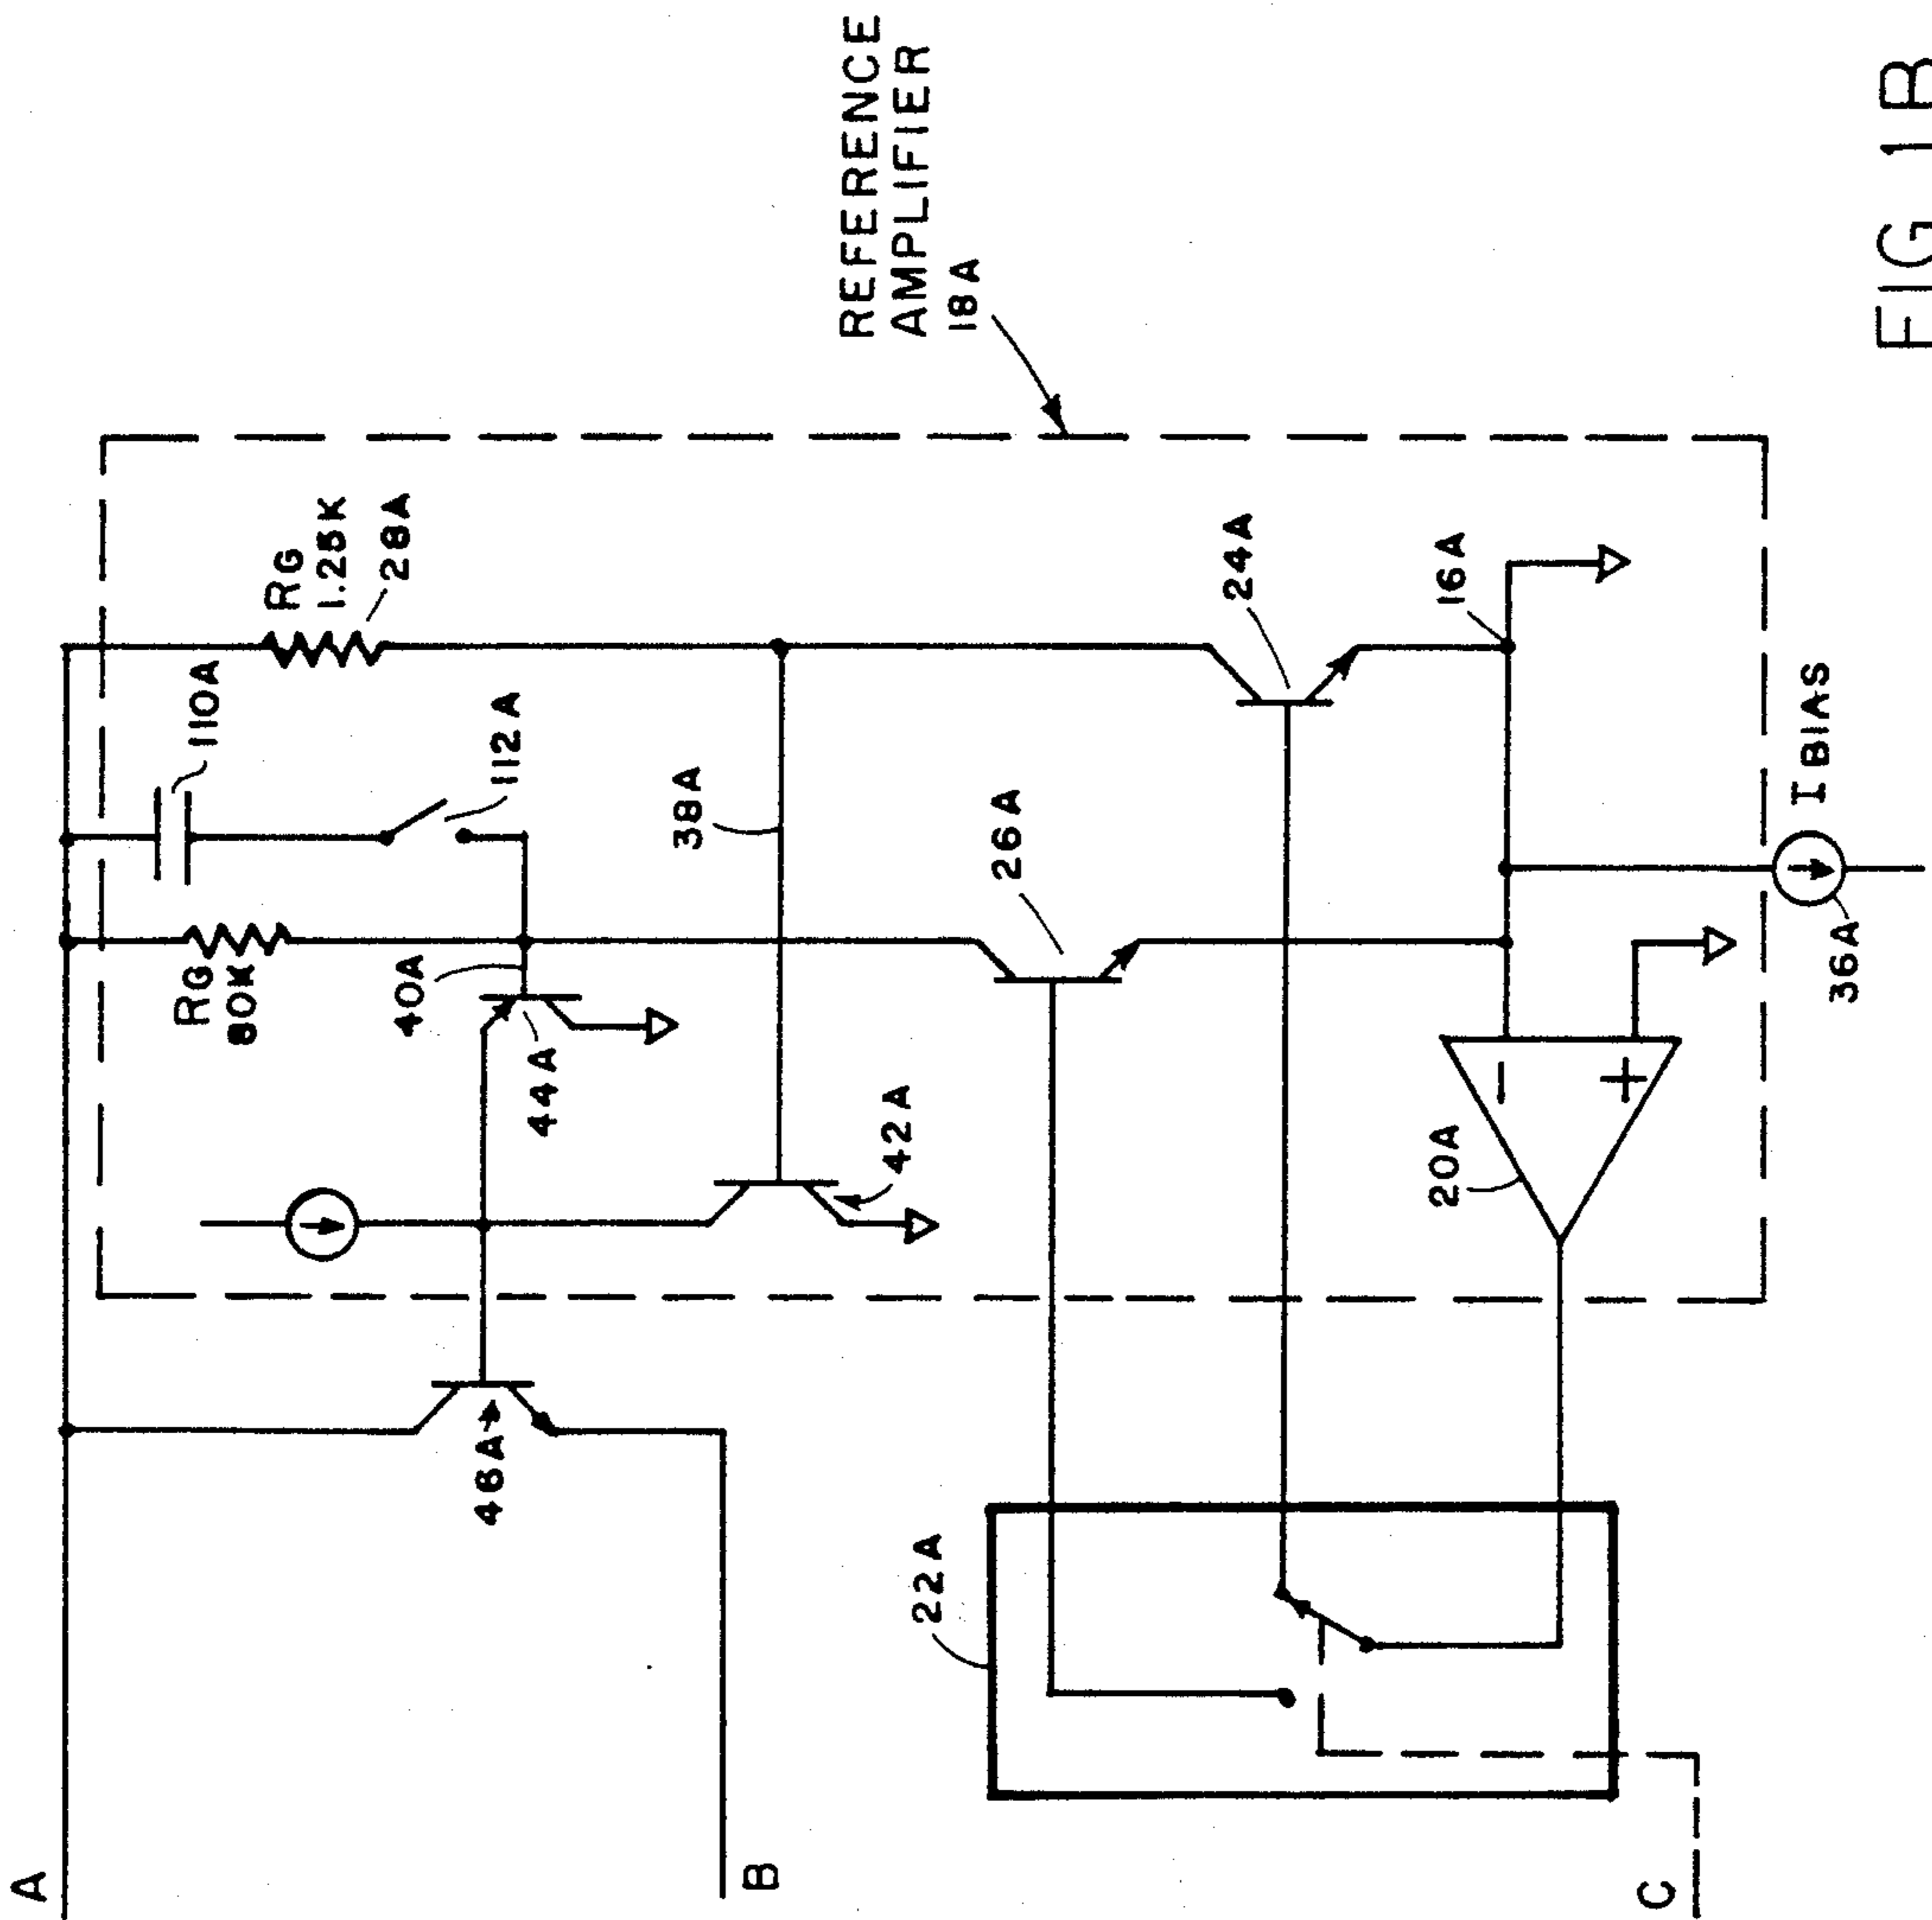 A
RG
80K
110A
RG
1.25K
28A
40A
46A
112A
44A
38A
B
REFERENCE
AMPLIFIER
18A
42A
22A
26A
24A
20A
16A
−
+
C
I BIAS
36A
FIG 1B